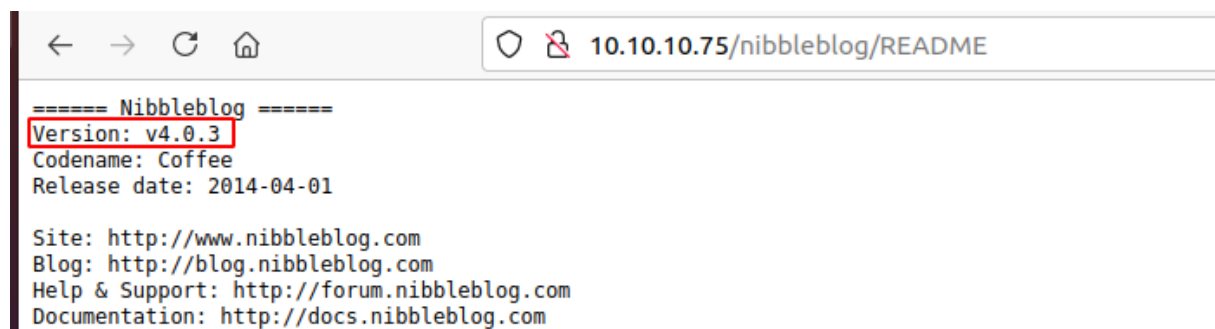 10.10.10.75/nibbleblog/README
====== Nibbleblog ======
Version: v4.0.3
Codename: Coffee
Release date: 2014-04-01
Site: http://www.nibbleblog.com
Blog: http://blog.nibbleblog.com
Help & Support: http://forum.nibbleblog.com
Documentation: http://docs.nibbleblog.com